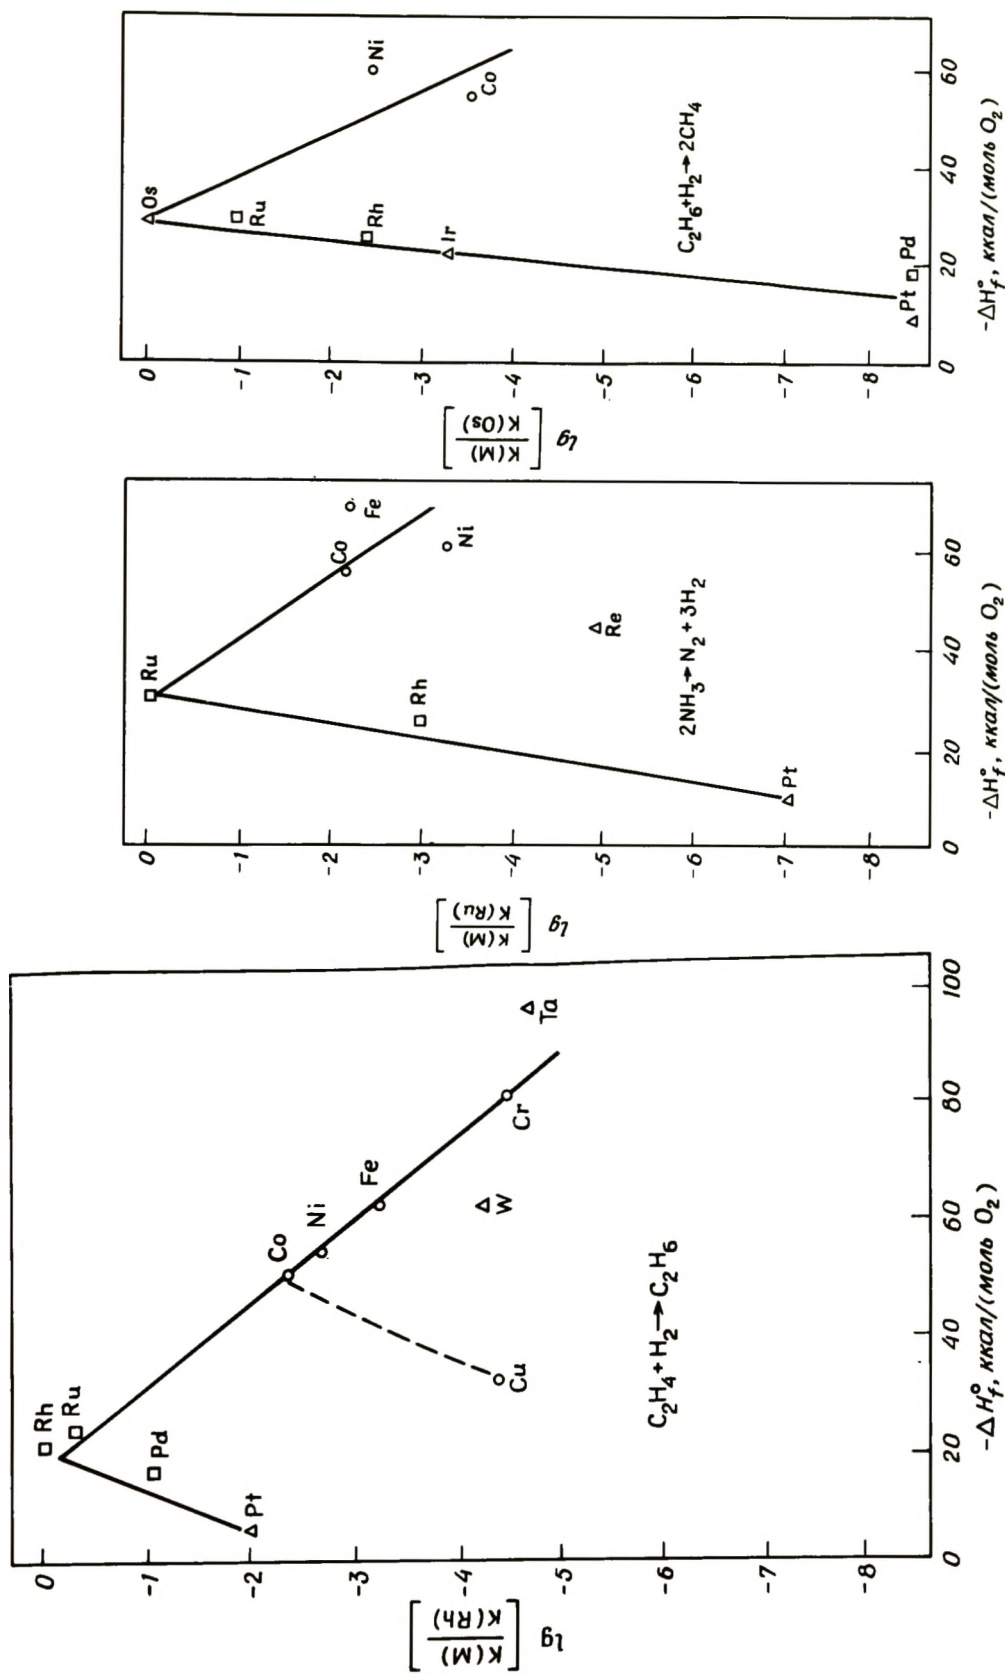 lg [K(M)/K(Rh)]
0
-1
-2
-3
-4
-5
-6
-7
-8
Rh
Ru
Pd
Pt
Co
Ni
Fe
Cu
W
Cr
Ta
C₂H₄ + H₂ → C₂H₆
0 20 40 60 80 100
-ΔH°f, ккал/(моль O₂)
lg [K(M)/K(Ru)]
0
-1
-2
-3
-4
-5
-6
-7
-8
Ru
Co
Fe
Ni
Rh
Re
Pt
2NH₃ → N₂ + 3H₂
0 20 40 60
-ΔH°f, ккал/(моль O₂)
lg [K(M)/K(Os)]
0
-1
-2
-3
-4
-5
-6
-7
-8
Os
Ru
Ni
Rh
Co
Ir
Pt
Pd
C₂H₆ + H₂ → 2CH₄
0 20 40 60
-ΔH°f, ккал/(моль O₂)